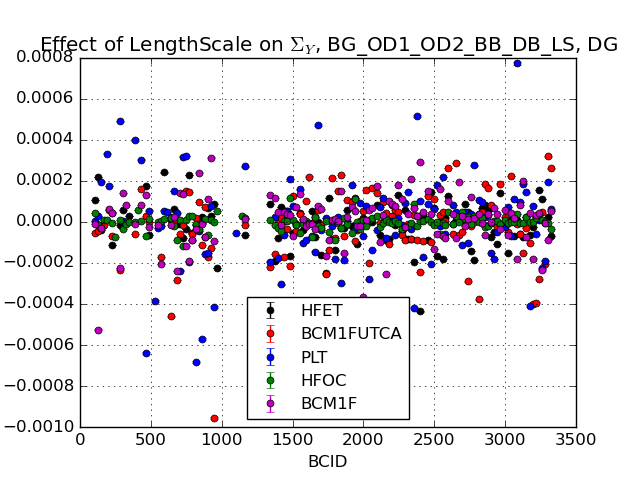 Effect of LengthScale on Σ_Y, BG_OD1_OD2_BB_DB_LS, DG
0.0008
0.0006
0.0004
0.0002
0.0000
−0.0002
−0.0004
−0.0006
−0.0008
−0.0010
HFET
BCM1FUTCA
PLT
HFOC
BCM1F
0 500 1000 1500 2000 2500 3000 3500
BCID